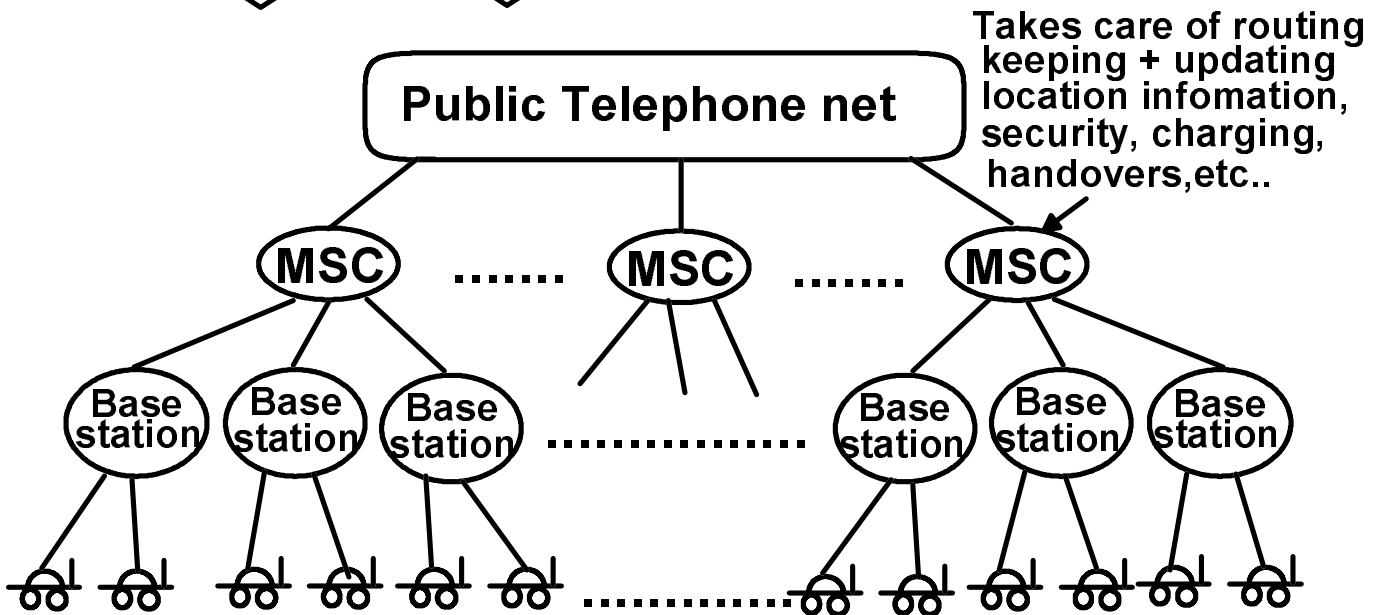 Takes care of routing
keeping + updating
location infomation,
security, charging,
handovers,etc..
Public Telephone net
MSC ....... MSC ....... MSC
Base station
Base station
Base station
Base station
Base station
Base station